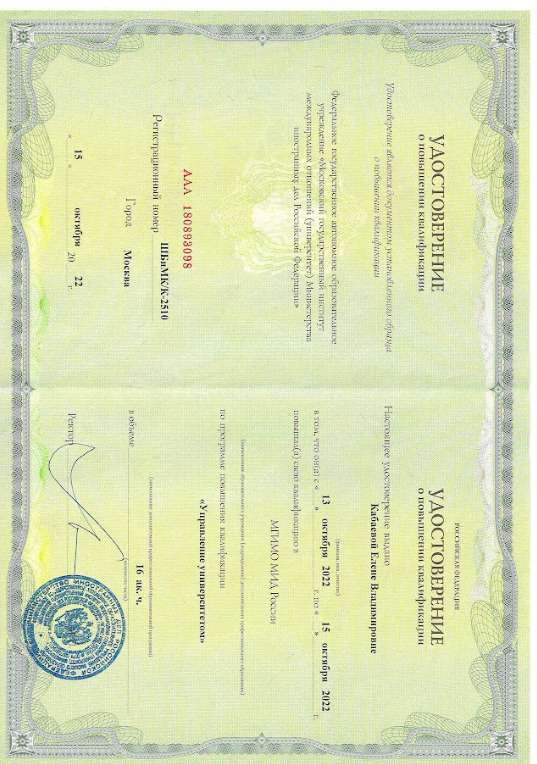 УДОСТОВЕРЕНИЕ
о повышении квалификации
Удостоверение является документом установленного образца
о повышении квалификации
Федеральное государственное автономное образовательное
учреждение «Московский государственный институт
международных отношений (университет) Министерства
иностранных дел Российской Федерации»
ААА 180893098
Регистрационный номер ШБиМК/К-2510
Город Москва
« 15 » октября 20 22 г.
РОССИЙСКАЯ ФЕДЕРАЦИЯ
УДОСТОВЕРЕНИЕ
о повышении квалификации
Настоящее удостоверение выдано
Кабаевой Елене Владимировне
(фамилия, имя, отчество)
в том, что он(а) с « 13 » октября 2022 г. по « 15 » октября 2022 г.
повышал(а) свою квалификацию в
МГИМО МИД России
по программе повышения квалификации
«Управление университетом»
в объеме 16 ак. ч.
Ректор